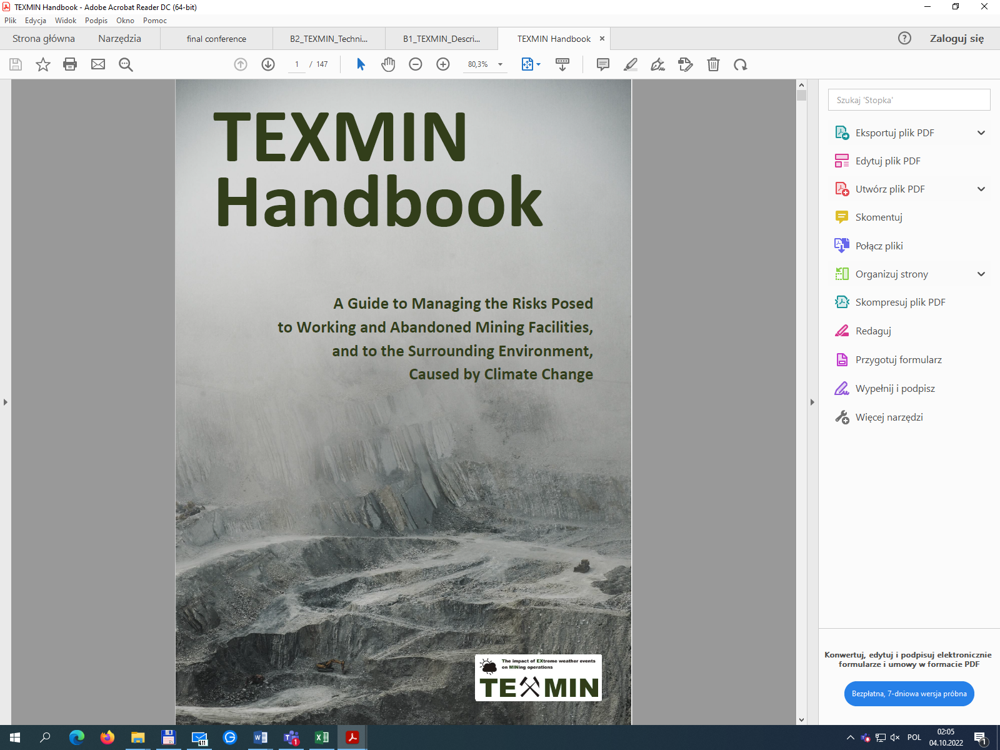 TEXMIN Handbook - Adobe Acrobat Reader DC (64-bit)
Plik Edycja Widok Podpis Okno Pomoc
Strona główna Narzędzia final conference B2_TEXMIN_Techni... B1_TEXMIN_Descri... TEXMIN Handbook × ? Zaloguj się
1 / 147 80,3%
TEXMIN
Handbook
A Guide to Managing the Risks Posed
to Working and Abandoned Mining Facilities,
and to the Surrounding Environment,
Caused by Climate Change
The impact of EXtreme weather events
on MINing operations
TEXMIN
Szukaj 'Stopka'
Eksportuj plik PDF
Edytuj plik PDF
Utwórz plik PDF
Skomentuj
Połącz pliki
Organizuj strony
Skompresuj plik PDF
Redaguj
Przygotuj formularz
Wypełnij i podpisz
Więcej narzędzi
Konwertuj, edytuj i podpisuj elektronicznie
formularze i umowy w formacie PDF
Bezpłatna, 7-dniowa wersja próbna
411 1 POL 02:05
04.10.2022 1